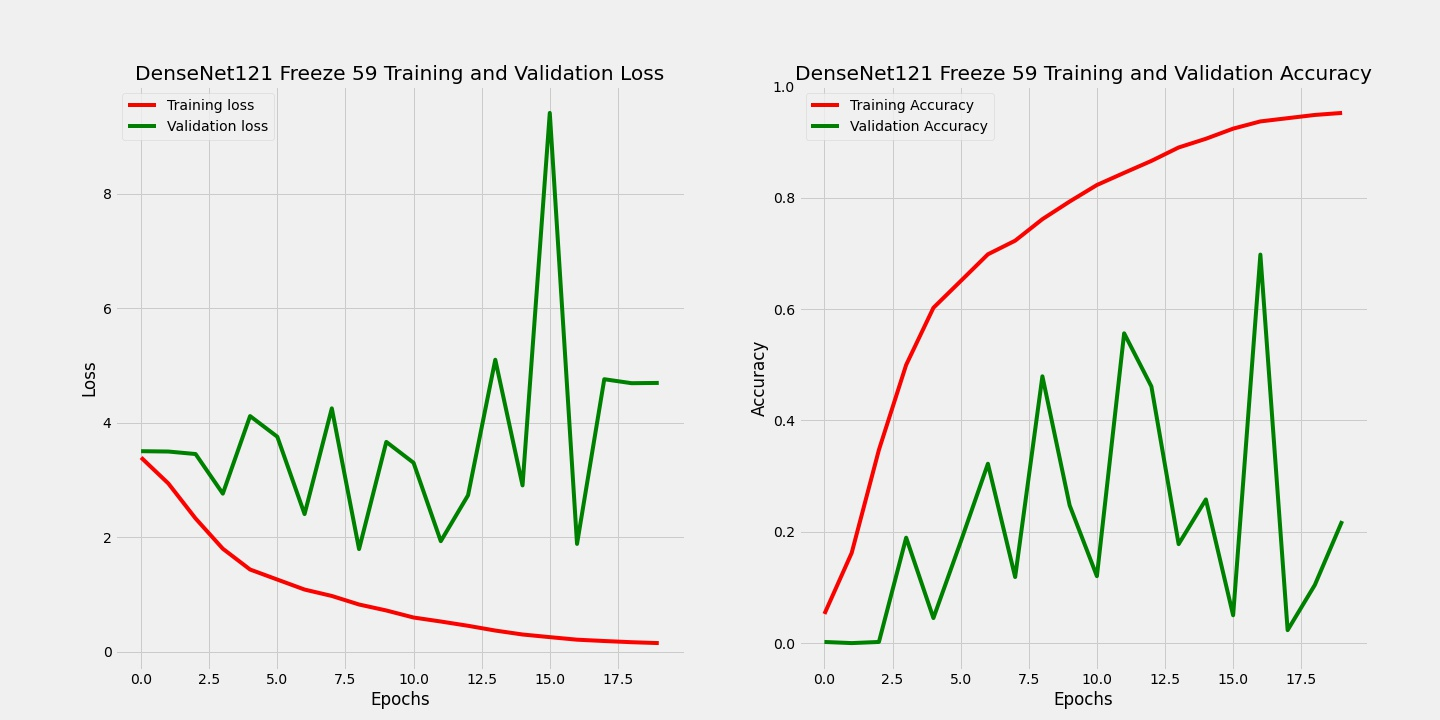 DenseNet121 Freeze 59 Training and Validation Loss
Training loss
Validation loss
8
6
4
2
0
Loss
0.0 2.5 5.0 7.5 10.0 12.5 15.0 17.5
Epochs
DenseNet121 Freeze 59 Training and Validation Accuracy
Training Accuracy
Validation Accuracy
1.0
0.8
0.6
0.4
0.2
0.0
Accuracy
0.0 2.5 5.0 7.5 10.0 12.5 15.0 17.5
Epochs